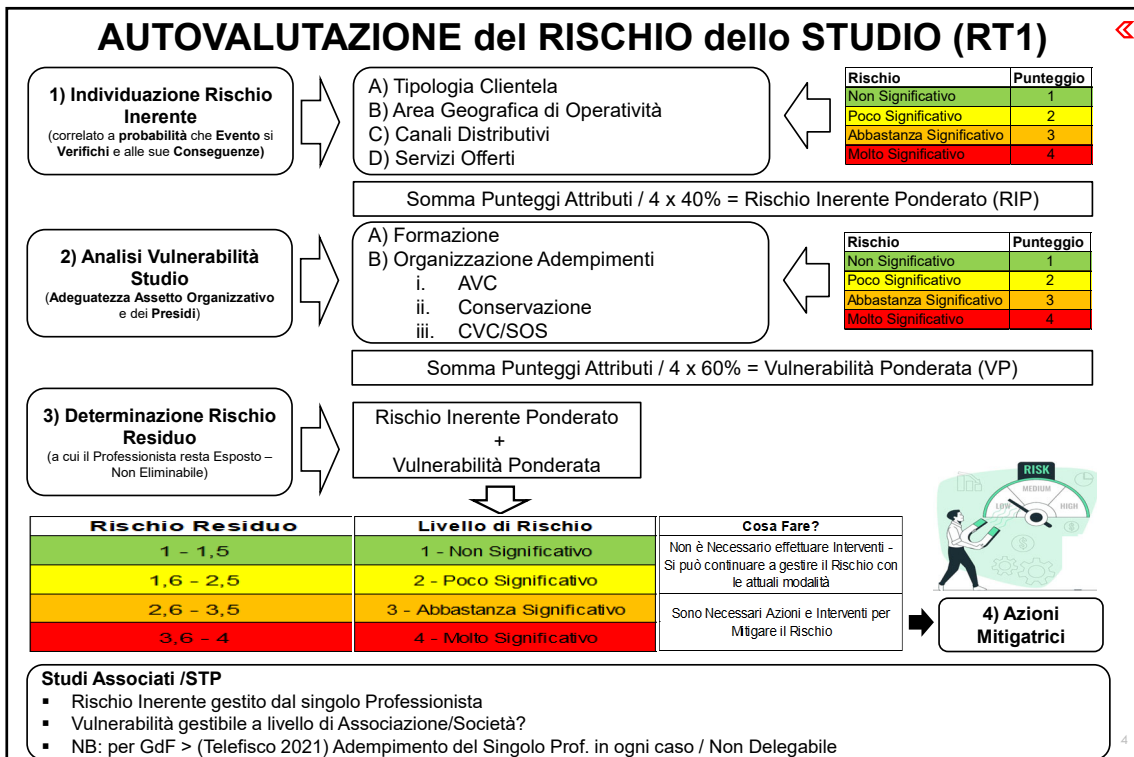 AUTOVALUTAZIONE del RISCHIO dello STUDIO (RT1)
1) Individuazione Rischio
Inerente
(correlato a probabilità che Evento si
Verifichi e alle sue Conseguenze)
A) Tipologia Clientela
B) Area Geografica di Operatività
C) Canali Distributivi
D) Servizi Offerti
Rischio Punteggio
Non Significativo 1
Poco Significativo 2
Abbastanza Significativo 3
Molto Significativo 4
Somma Punteggi Attributi / 4 x 40% = Rischio Inerente Ponderato (RIP)
2) Analisi Vulnerabilità
Studio
(Adeguatezza Assetto Organizzativo
e dei Presidi)
A) Formazione
B) Organizzazione Adempimenti
i. AVC
ii. Conservazione
iii. CVC/SOS
Rischio Punteggio
Non Significativo 1
Poco Significativo 2
Abbastanza Significativo 3
Molto Significativo 4
Somma Punteggi Attributi / 4 x 60% = Vulnerabilità Ponderata (VP)
3) Determinazione Rischio
Residuo
(a cui il Professionista resta Esposto –
Non Eliminabile)
Rischio Inerente Ponderato
+
Vulnerabilità Ponderata
RISK
LOW
MEDIUM
HIGH
Rischio Residuo Livello di Rischio Cosa Fare?
1 - 1,5 1 - Non Significativo
1,6 - 2,5 2 - Poco Significativo
Non è Necessario effettuare Interventi -
Si può continuare a gestire il Rischio con
le attuali modalità
2,6 - 3,5 3 - Abbastanza Significativo
3,6 - 4 4 - Molto Significativo
Sono Necessari Azioni e Interventi per
Mitigare il Rischio
4) Azioni
Mitigatrici
Studi Associati /STP
▪ Rischio Inerente gestito dal singolo Professionista
▪ Vulnerabilità gestibile a livello di Associazione/Società?
▪ NB: per GdF > (Telefisco 2021) Adempimento del Singolo Prof. in ogni caso / Non Delegabile
4